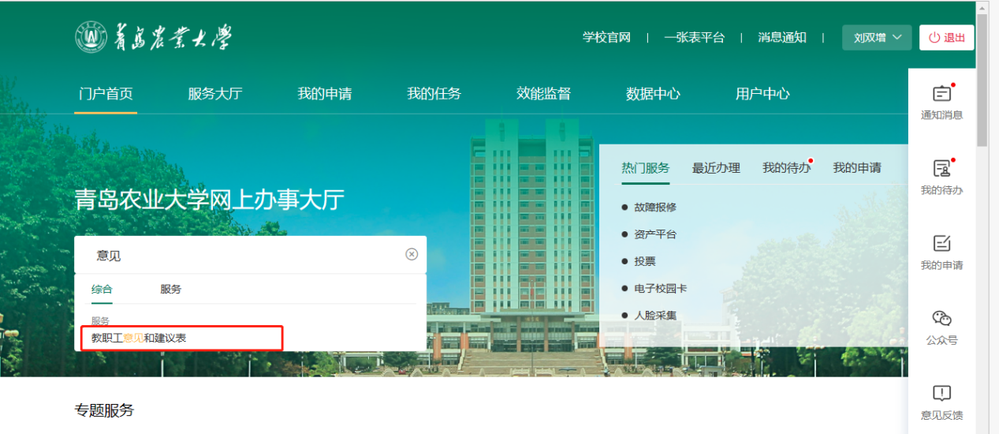 青岛农业大学
学校官网 | 一张表平台 | 消息通知 | 刘双增 退出
门户首页 服务大厅 我的申请 我的任务 效能监督 数据中心 用户中心
通知消息
热门服务 最近办理 我的待办 我的申请
我的待办
青岛农业大学网上办事大厅
故障报修
资产平台
意见
投票
我的申请
综合 服务
电子校园卡
服务
人脸采集
教职工意见和建议表
公众号
专题服务
意见反馈